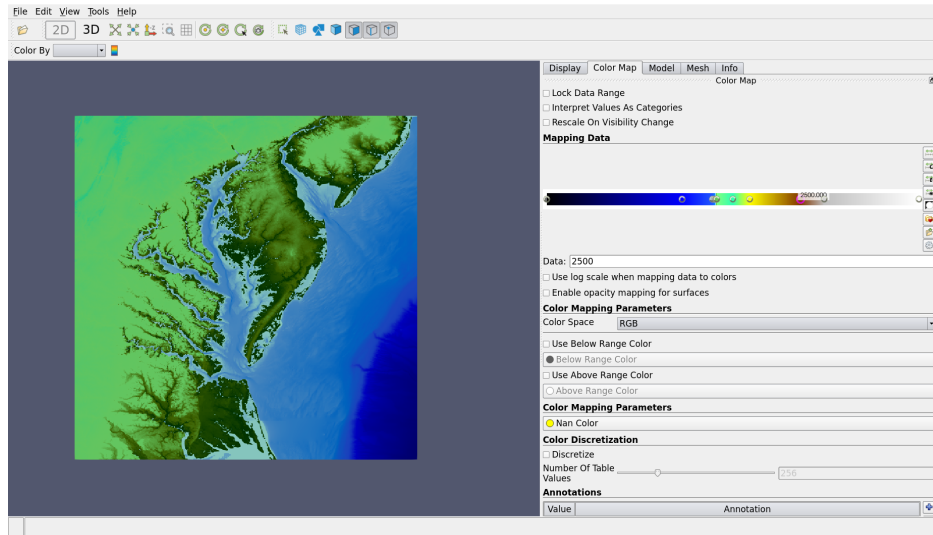 File Edit View Tools Help
2D 3D
Color By
Display Color Map Model Mesh Info
Color Map
Lock Data Range
Interpret Values As Categories
Rescale On Visibility Change
Mapping Data
2500.000
Data: 2500
Use log scale when mapping data to colors
Enable opacity mapping for surfaces
Color Mapping Parameters
Color Space RGB
Use Below Range Color
Below Range Color
Use Above Range Color
Above Range Color
Color Mapping Parameters
Nan Color
Color Discretization
Discretize
Number Of Table
Values 256
Annotations
Value Annotation